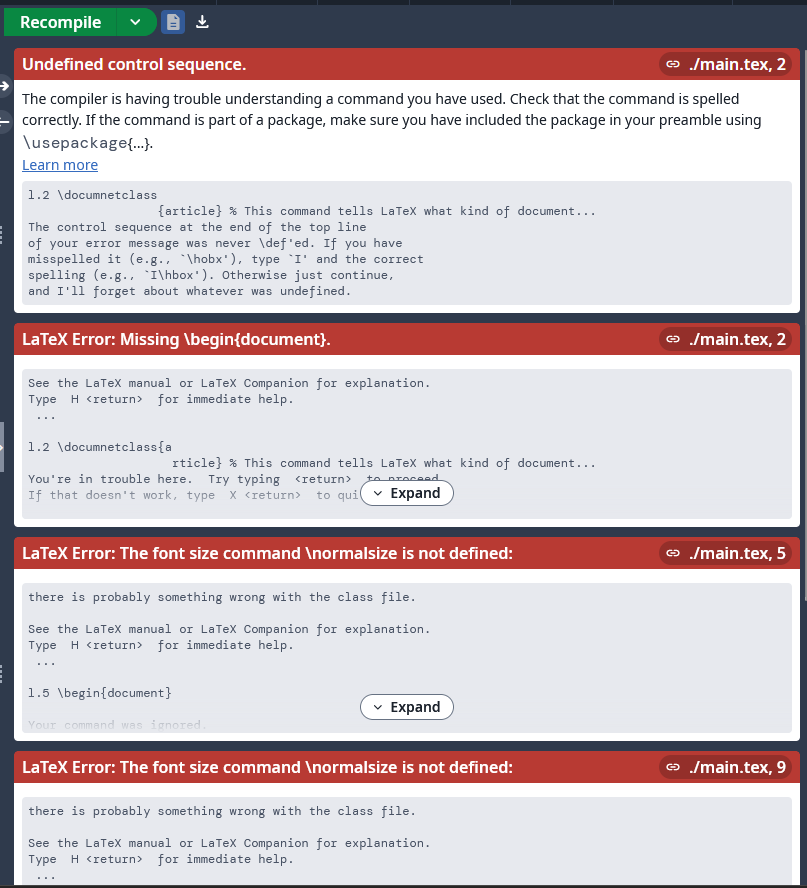 Recompile
Undefined control sequence.
./main.tex, 2
The compiler is having trouble understanding a command you have used. Check that the command is spelled
correctly. If the command is part of a package, make sure you have included the package in your preamble using
\usepackage{...}.
Learn more
l.2 \documnetclass
{article} % This command tells LaTeX what kind of document...
The control sequence at the end of the top line
of your error message was never \def'ed. If you have
misspelled it (e.g., `\hobx'), type `I' and the correct
spelling (e.g., `I\hbox'). Otherwise just continue,
and I'll forget about whatever was undefined.
LaTeX Error: Missing \begin{document}.
./main.tex, 2
See the LaTeX manual or LaTeX Companion for explanation.
Type  H <return>  for immediate help.
...
l.2 \documnetclass{a
rticle} % This command tells LaTeX what kind of document...
You're in trouble here.  Try typing  <return>  to proceed.
If that doesn't work, type  X <return>  to qui
Expand
LaTeX Error: The font size command \normalsize is not defined:
./main.tex, 5
there is probably something wrong with the class file.
See the LaTeX manual or LaTeX Companion for explanation.
Type  H <return>  for immediate help.
...
l.5 \begin{document}
Expand
Your command was ignored.
LaTeX Error: The font size command \normalsize is not defined:
./main.tex, 9
there is probably something wrong with the class file.
See the LaTeX manual or LaTeX Companion for explanation.
Type  H <return>  for immediate help.
...